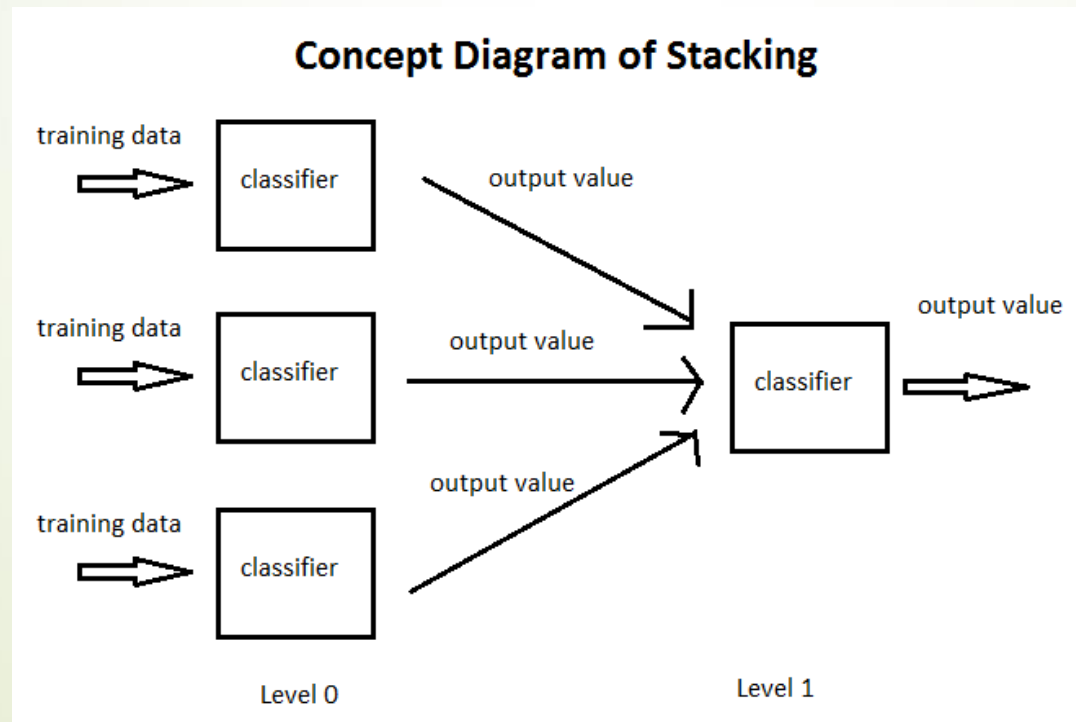 Concept Diagram of Stacking
training data
classifier
output value
training data
classifier
output value
output value
classifier
training data
classifier
output value
Level 0
Level 1